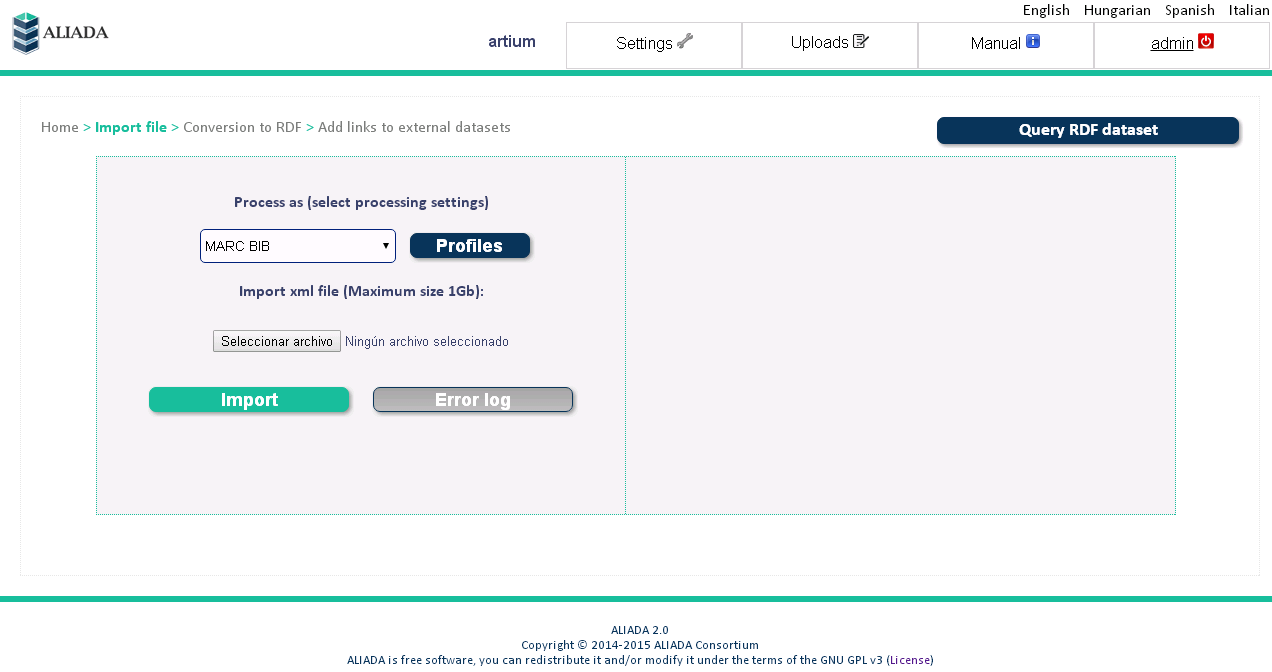 English Hungarian Spanish Italian
ALIADA
artium
Settings
Uploads
Manual
admin
Home > Import file > Conversion to RDF > Add links to external datasets
Query RDF dataset
Process as (select processing settings)
MARC BIB
Profiles
Import xml file (Maximum size 1Gb):
Seleccionar archivo Ningún archivo seleccionado
Import
Error log
ALIADA 2.0
Copyright © 2014-2015 ALIADA Consortium
ALIADA is free software, you can redistribute it and/or modify it under the terms of the GNU GPL v3 (License)